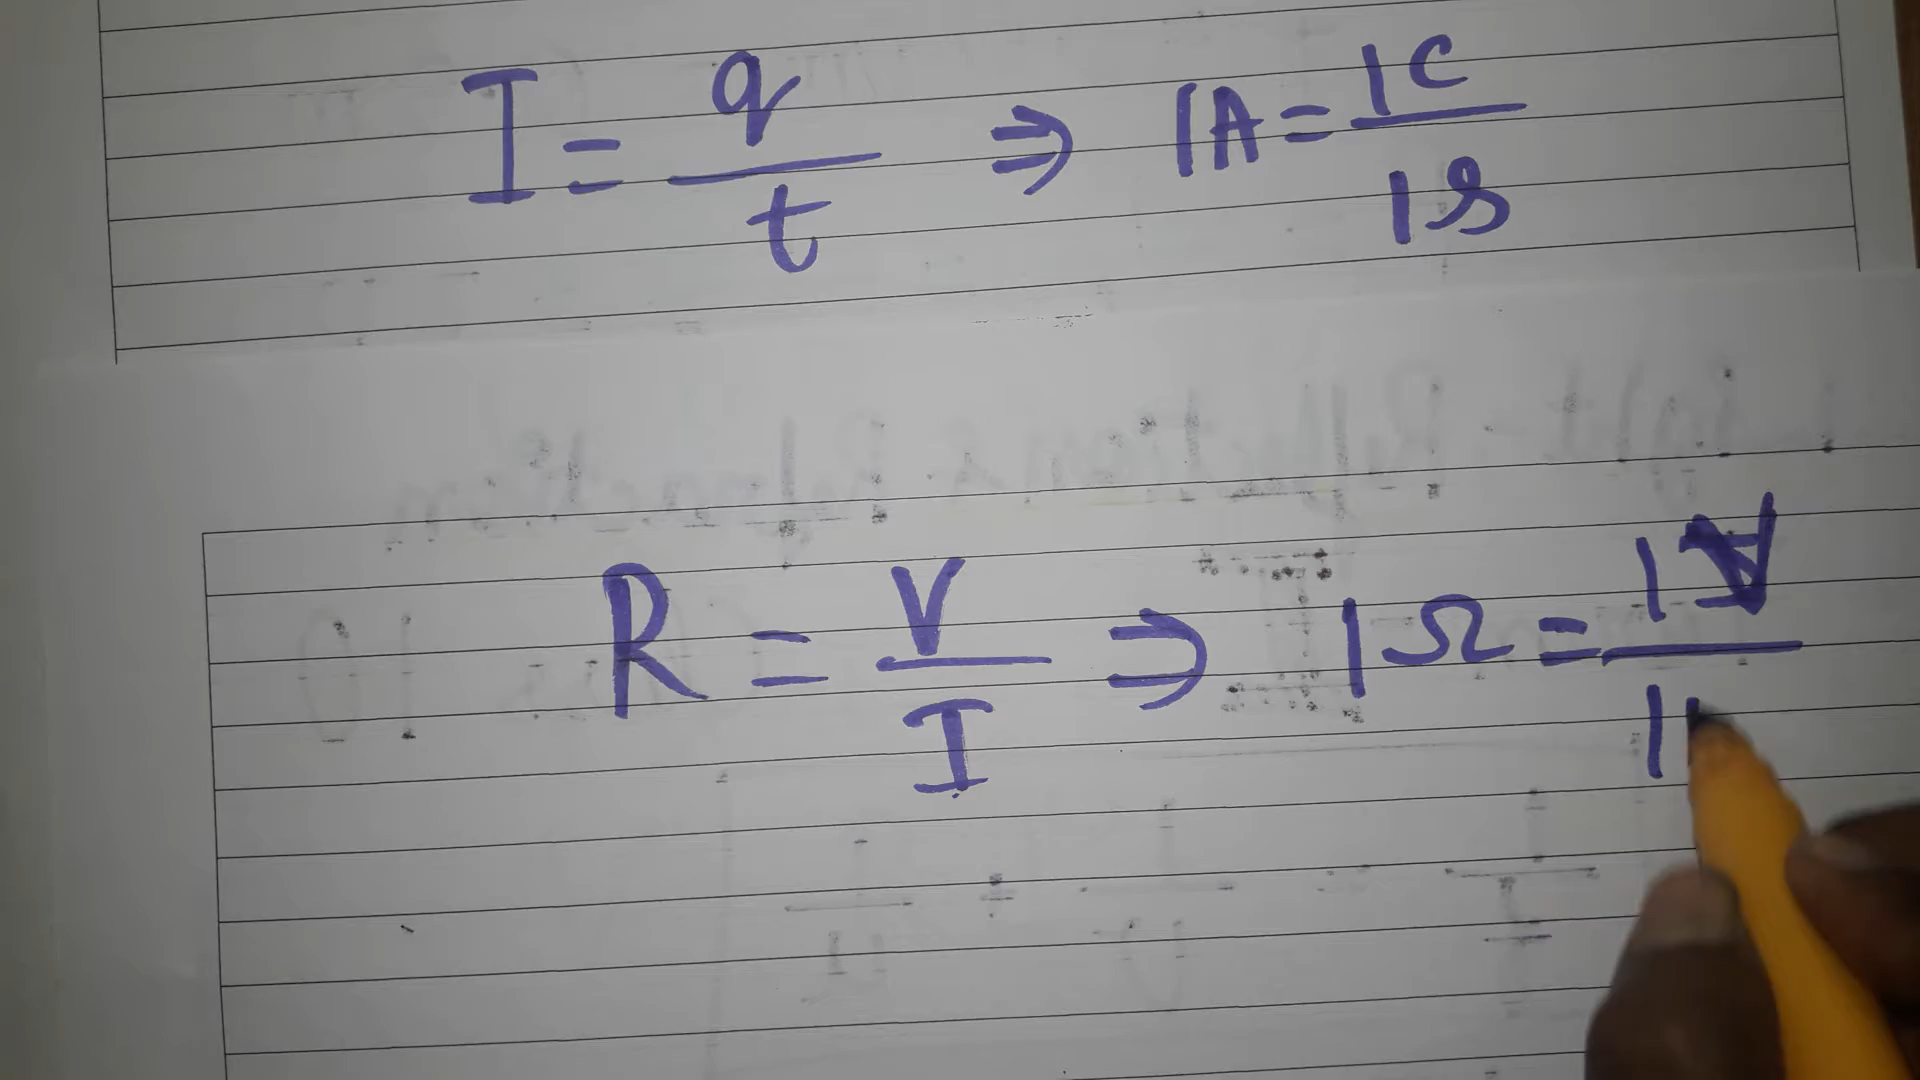 I = q/t ⇒ 1A = 1C/1s
R = V/I ⇒ 1Ω = 1V/1